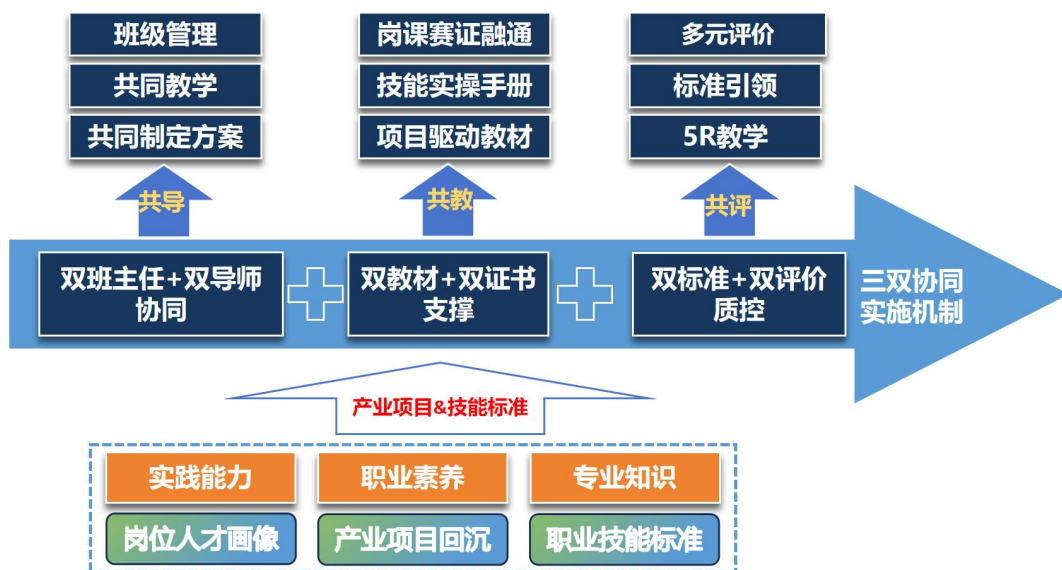 班级管理
岗课赛证融通
多元评价
共同教学
技能实操手册
标准引领
共同制定方案
项目驱动教材
5R教学
共导
共教
共评
双班主任+双导师
协同
双教材+双证书
支撑
双标准+双评价
质控
三双协同
实施机制
产业项目&技能标准
实践能力
职业素养
专业知识
岗位人才画像
产业项目回沉
职业技能标准